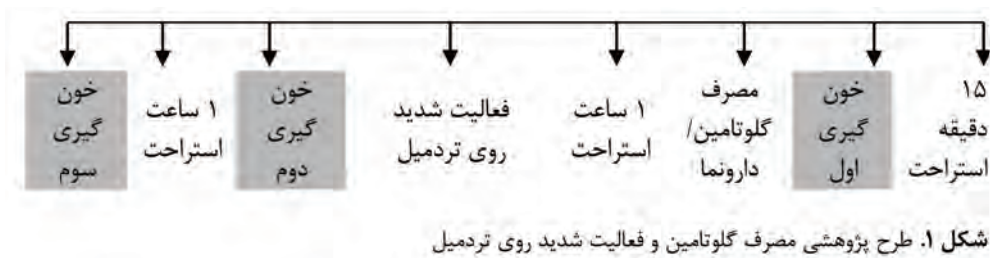 ۱۵
دقیقه
استراحت
خون
گیری
اول
مصرف
گلوتامین/
دارونما
۱ ساعت
استراحت
فعالیت شدید
روی تردمیل
خون
گیری
دوم
۱ ساعت
استراحت
خون
گیری
سوم
شکل ۱. طرح پژوهشی مصرف گلوتامین و فعالیت شدید روی تردمیل